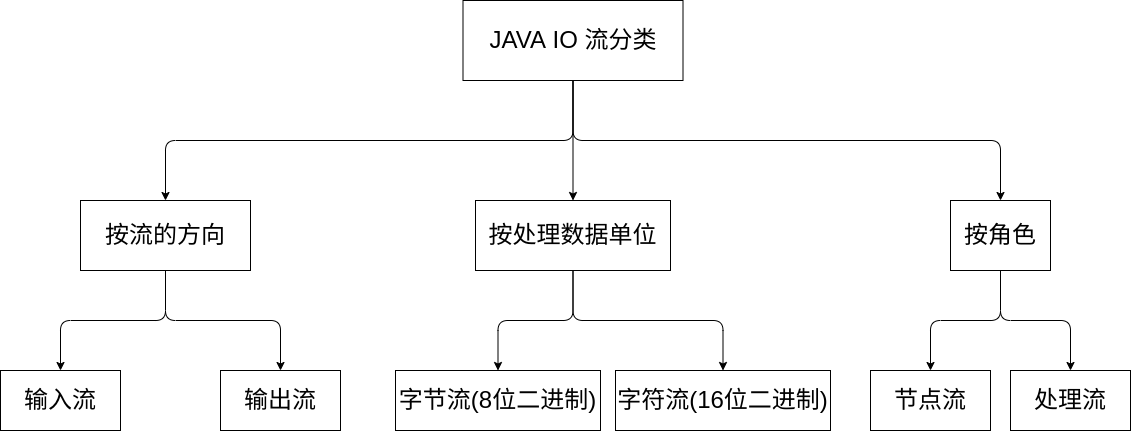 JAVA IO 流分类
按流的方向
按处理数据单位
按角色
输入流
输出流
字节流(8位二进制)
字符流(16位二进制)
节点流
处理流